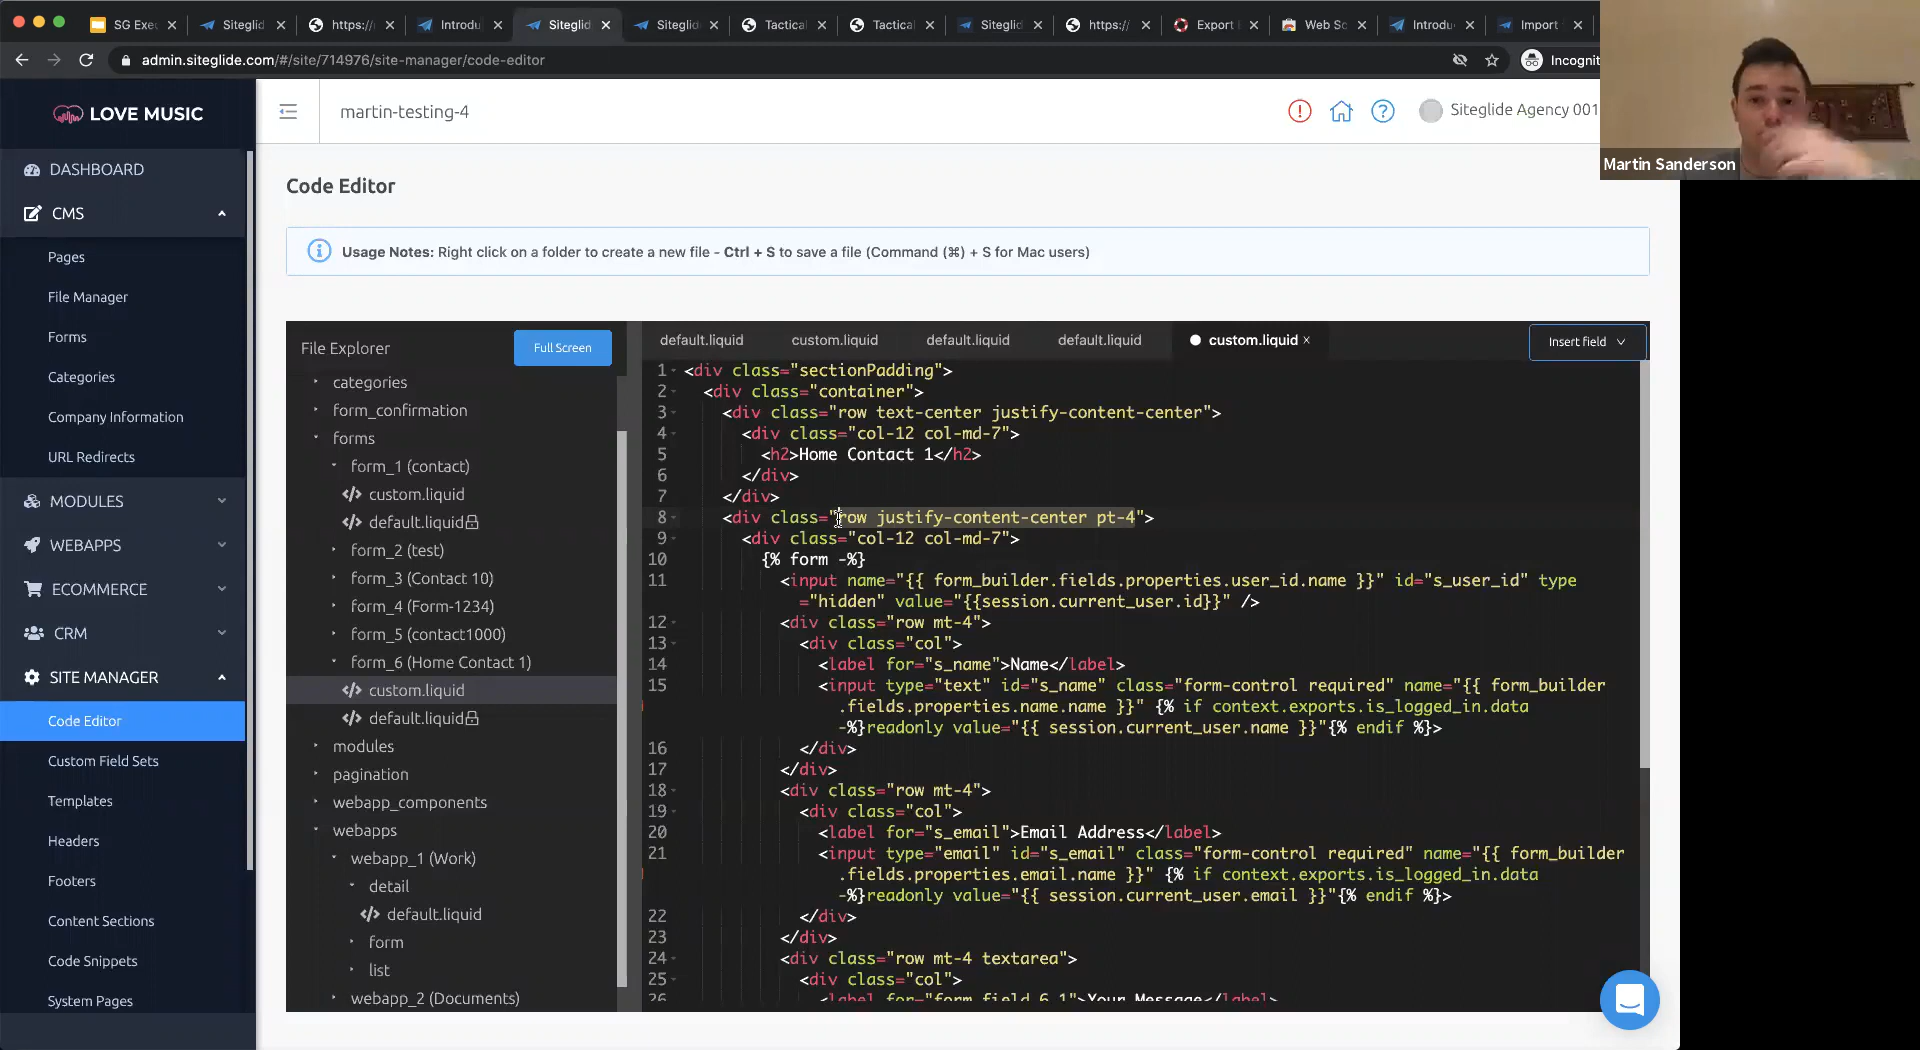 SG Exec
Siteglid
https://
Introdu
Siteglid
Siteglid
Tactical
Tactical
Siteglid
https://
Export
Web Sc
Introdu
Import
admin.siteglide.com/#/site/714976/site-manager/code-editor
Incognit
LOVE MUSIC
martin-testing-4
Siteglide Agency 001
Martin Sanderson
DASHBOARD
CMS
Pages
File Manager
Forms
Categories
Company Information
URL Redirects
MODULES
WEBAPPS
ECOMMERCE
CRM
SITE MANAGER
Code Editor
Custom Field Sets
Templates
Headers
Footers
Content Sections
Code Snippets
System Pages
Code Editor
Usage Notes: Right click on a folder to create a new file - Ctrl + S to save a file (Command (⌘) + S for Mac users)
File Explorer
Full Screen
categories
form_confirmation
forms
form_1 (contact)
custom.liquid
default.liquid
form_2 (test)
form_3 (Contact 10)
form_4 (Form-1234)
form_5 (contact1000)
form_6 (Home Contact 1)
custom.liquid
default.liquid
modules
pagination
webapp_components
webapps
webapp_1 (Work)
detail
default.liquid
form
list
webapp_2 (Documents)
default.liquid
custom.liquid
default.liquid
default.liquid
custom.liquid ×
Insert field
1 <div class="sectionPadding">
2 <div class="container">
3 <div class="row text-center justify-content-center">
4 <div class="col-12 col-md-7">
5 <h2>Home Contact 1</h2>
6 </div>
7 </div>
8 <div class="row justify-content-center pt-4">
9 <div class="col-12 col-md-7">
10 {% form -%}
11 <input name="{{ form_builder.fields.properties.user_id.name }}" id="s_user_id" type
="hidden" value="{{session.current_user.id}}" />
12 <div class="row mt-4">
13 <div class="col">
14 <label for="s_name">Name</label>
15 <input type="text" id="s_name" class="form-control required" name="{{ form_builder
.fields.properties.name.name }}" {% if context.exports.is_logged_in.data
-%}readonly value="{{ session.current_user.name }}"{% endif %}>
16 </div>
17 </div>
18 <div class="row mt-4">
19 <div class="col">
20 <label for="s_email">Email Address</label>
21 <input type="email" id="s_email" class="form-control required" name="{{ form_builder
.fields.properties.email.name }}" {% if context.exports.is_logged_in.data
-%}readonly value="{{ session.current_user.email }}"{% endif %}>
22 </div>
23 </div>
24 <div class="row mt-4 textarea">
25 <div class="col">
26 <label for="form_field_6_1">Your Message</label>